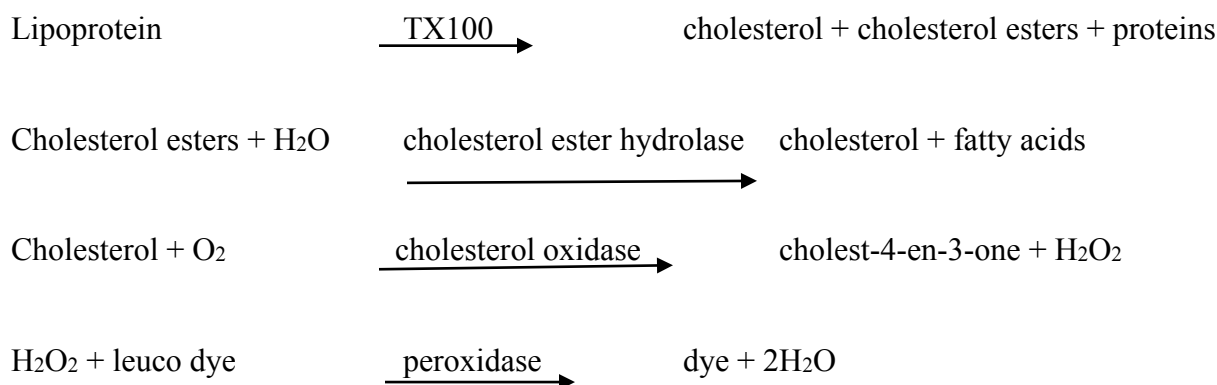 Lipoprotein TX100 cholesterol + cholesterol esters + proteins
Cholesterol esters + H₂O cholesterol ester hydrolase cholesterol + fatty acids
Cholesterol + O₂ cholesterol oxidase cholest-4-en-3-one + H₂O₂
H₂O₂ + leuco dye peroxidase dye + 2H₂O